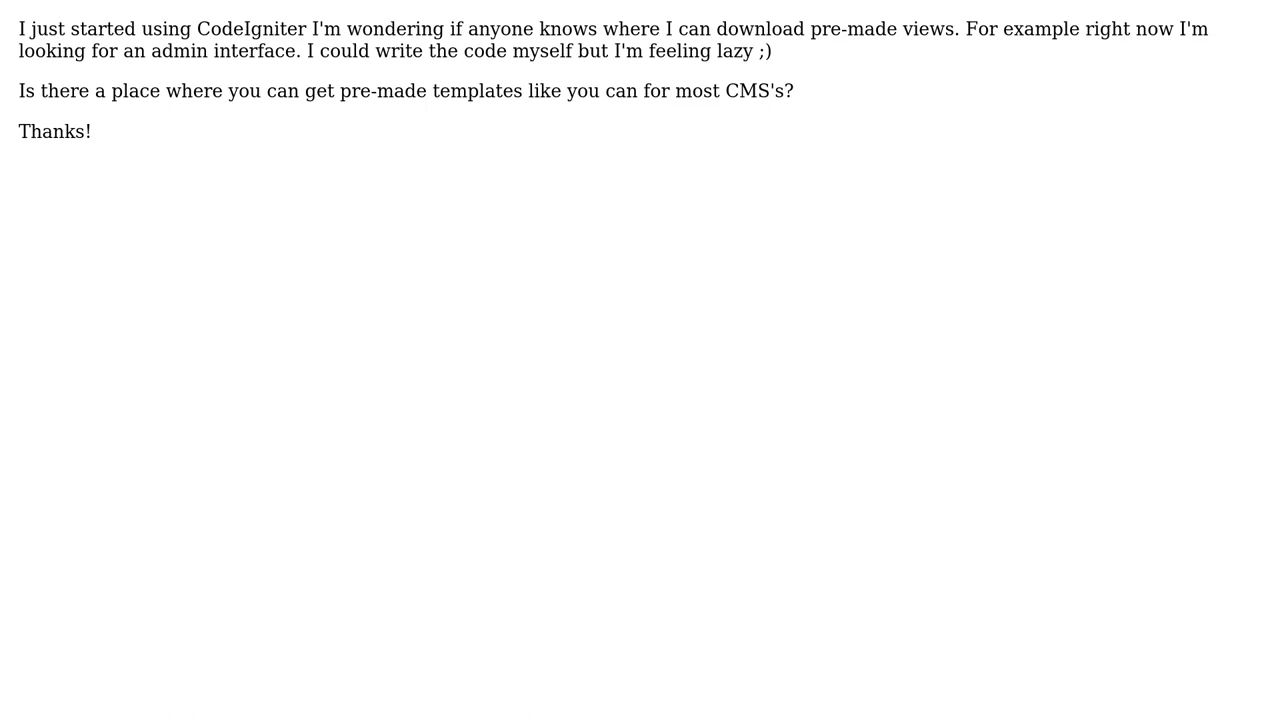 I just started using CodeIgniter I'm wondering if anyone knows where I can download pre-made views. For example right now I'm
looking for an admin interface. I could write the code myself but I'm feeling lazy ;)
Is there a place where you can get pre-made templates like you can for most CMS's?
Thanks!